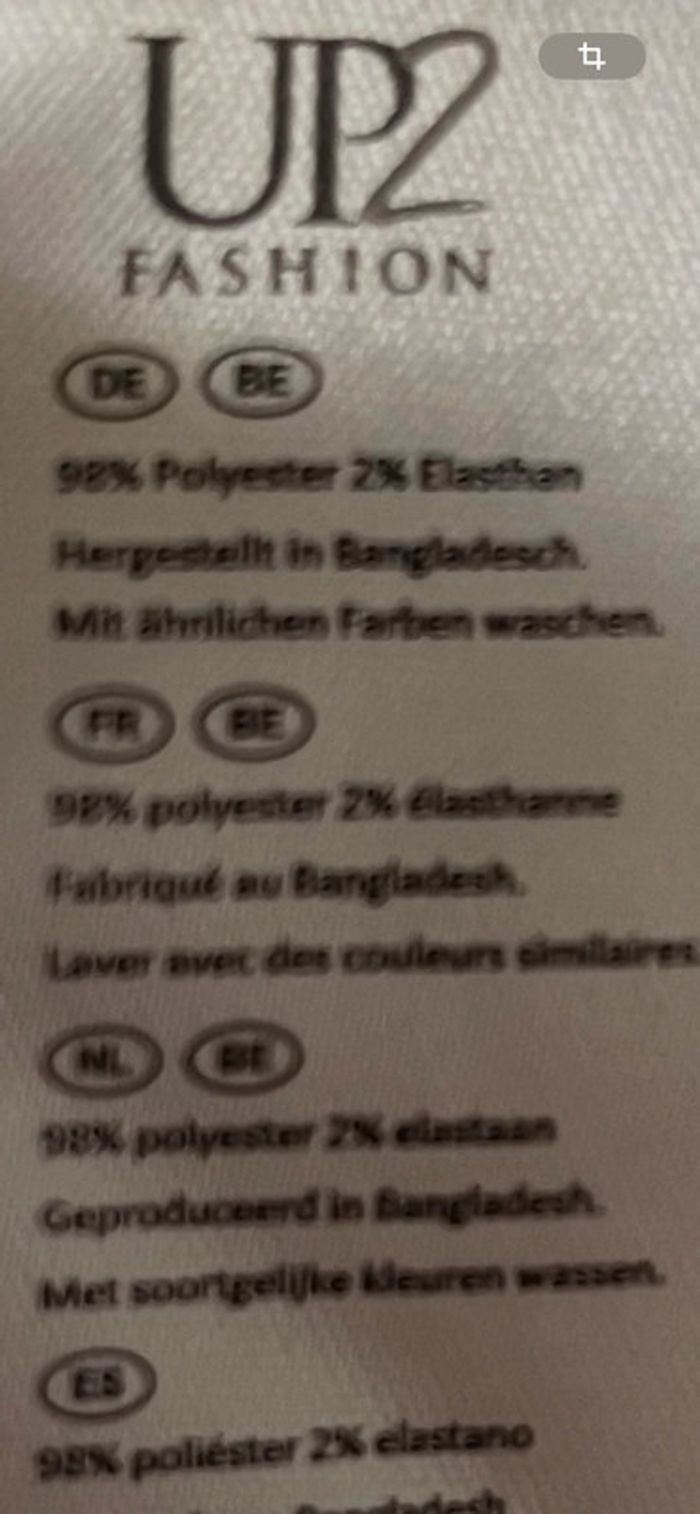 UP2
FASHION
DE BE
98% Polyester 2% Elasthan
Hergestellt in Bangladesch.
Mit ähnlichen Farben waschen.
FR BE
98% polyester 2% élasthanne
Fabriqué au Bangladesh.
Laver avec des couleurs similaires.
NL BE
98% polyester 2% elastaan
Geproduceerd in Bangladesh.
Met soortgelijke kleuren wassen.
ES
98% poliéster 2% elastano
Bangladesh